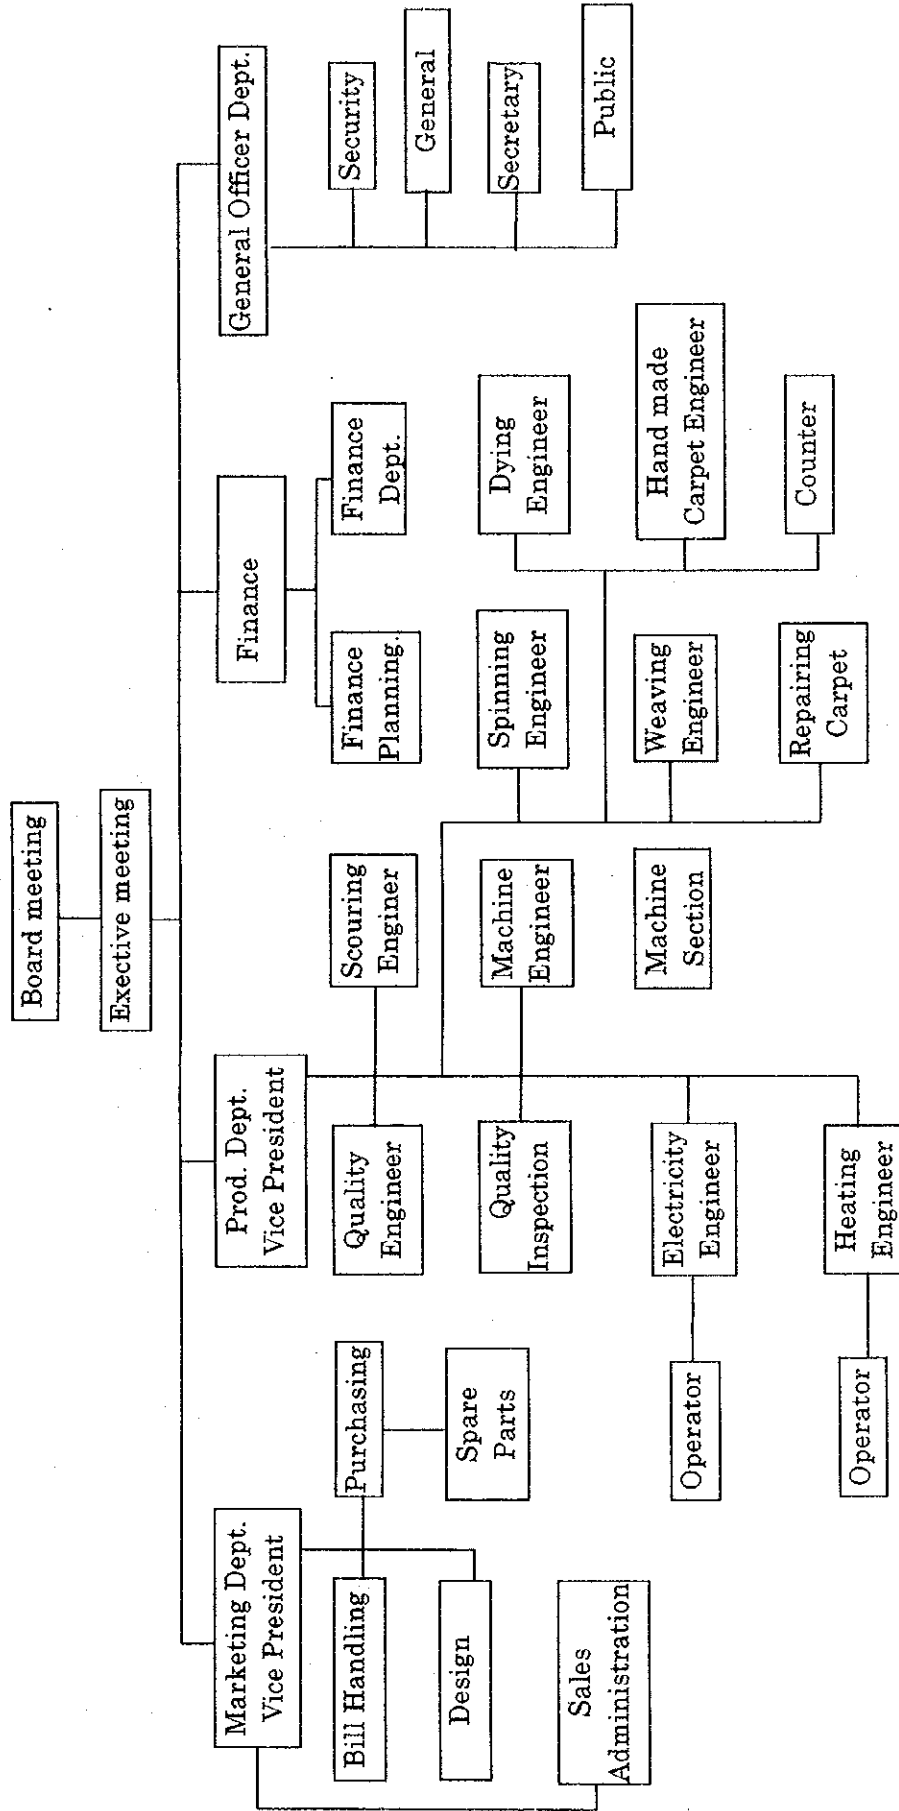 Board meeting
Exective meeting
Marketing Dept.
Vice President
Prod. Dept.
Vice President
Finance
General Officer Dept.
Bill Handling
Purchasing
Design
Spare
Parts
Sales
Administration
Quality
Engineer
Scouring
Enginer
Quality
Inspection
Machine
Engineer
Machine
Section
Electricity
Engineer
Operator
Heating
Engineer
Operator
Finance
Planning.
Finance
Dept.
Spinning
Engineer
Dying
Engineer
Weaving
Engineer
Hand made
Carpet Engineer
Repairing
Carpet
Counter
Security
General
Secretary
Public